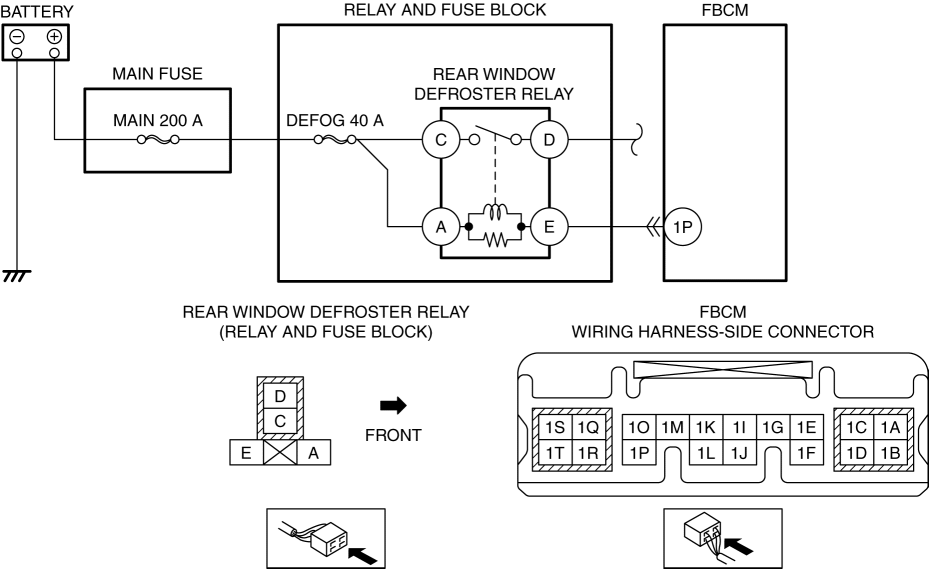 BATTERY
RELAY AND FUSE BLOCK
FBCM
− +
MAIN FUSE
MAIN 200 A
DEFOG 40 A
REAR WINDOW
DEFROSTER RELAY
C
D
A
E
1P
REAR WINDOW DEFROSTER RELAY
(RELAY AND FUSE BLOCK)
D
C
E
A
FRONT
FBCM
WIRING HARNESS-SIDE CONNECTOR
1S 1Q 1O 1M 1K 1I 1G 1E 1C 1A
1T 1R 1P 1L 1J 1F 1D 1B